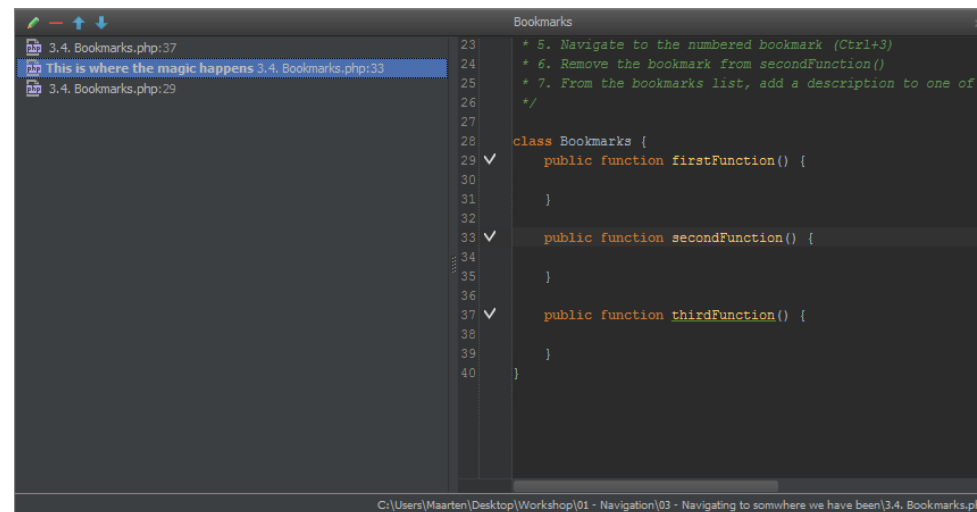 Bookmarks
3.4. Bookmarks.php:37
This is where the magic happens 3.4. Bookmarks.php:33
3.4. Bookmarks.php:29
23 * 5. Navigate to the numbered bookmark (Ctrl+3)
24 * 6. Remove the bookmark from secondFunction()
25 * 7. From the bookmarks list, add a description to one of
26 */
27
28 class Bookmarks {
29 public function firstFunction() {
30
31 }
32
33 public function secondFunction() {
34
35 }
36
37 public function thirdFunction() {
38
39 }
40 }
C:\Users\Maarten\Desktop\Workshop\01 - Navigation\03 - Navigating to somwhere we have been\3.4. Bookmarks.p